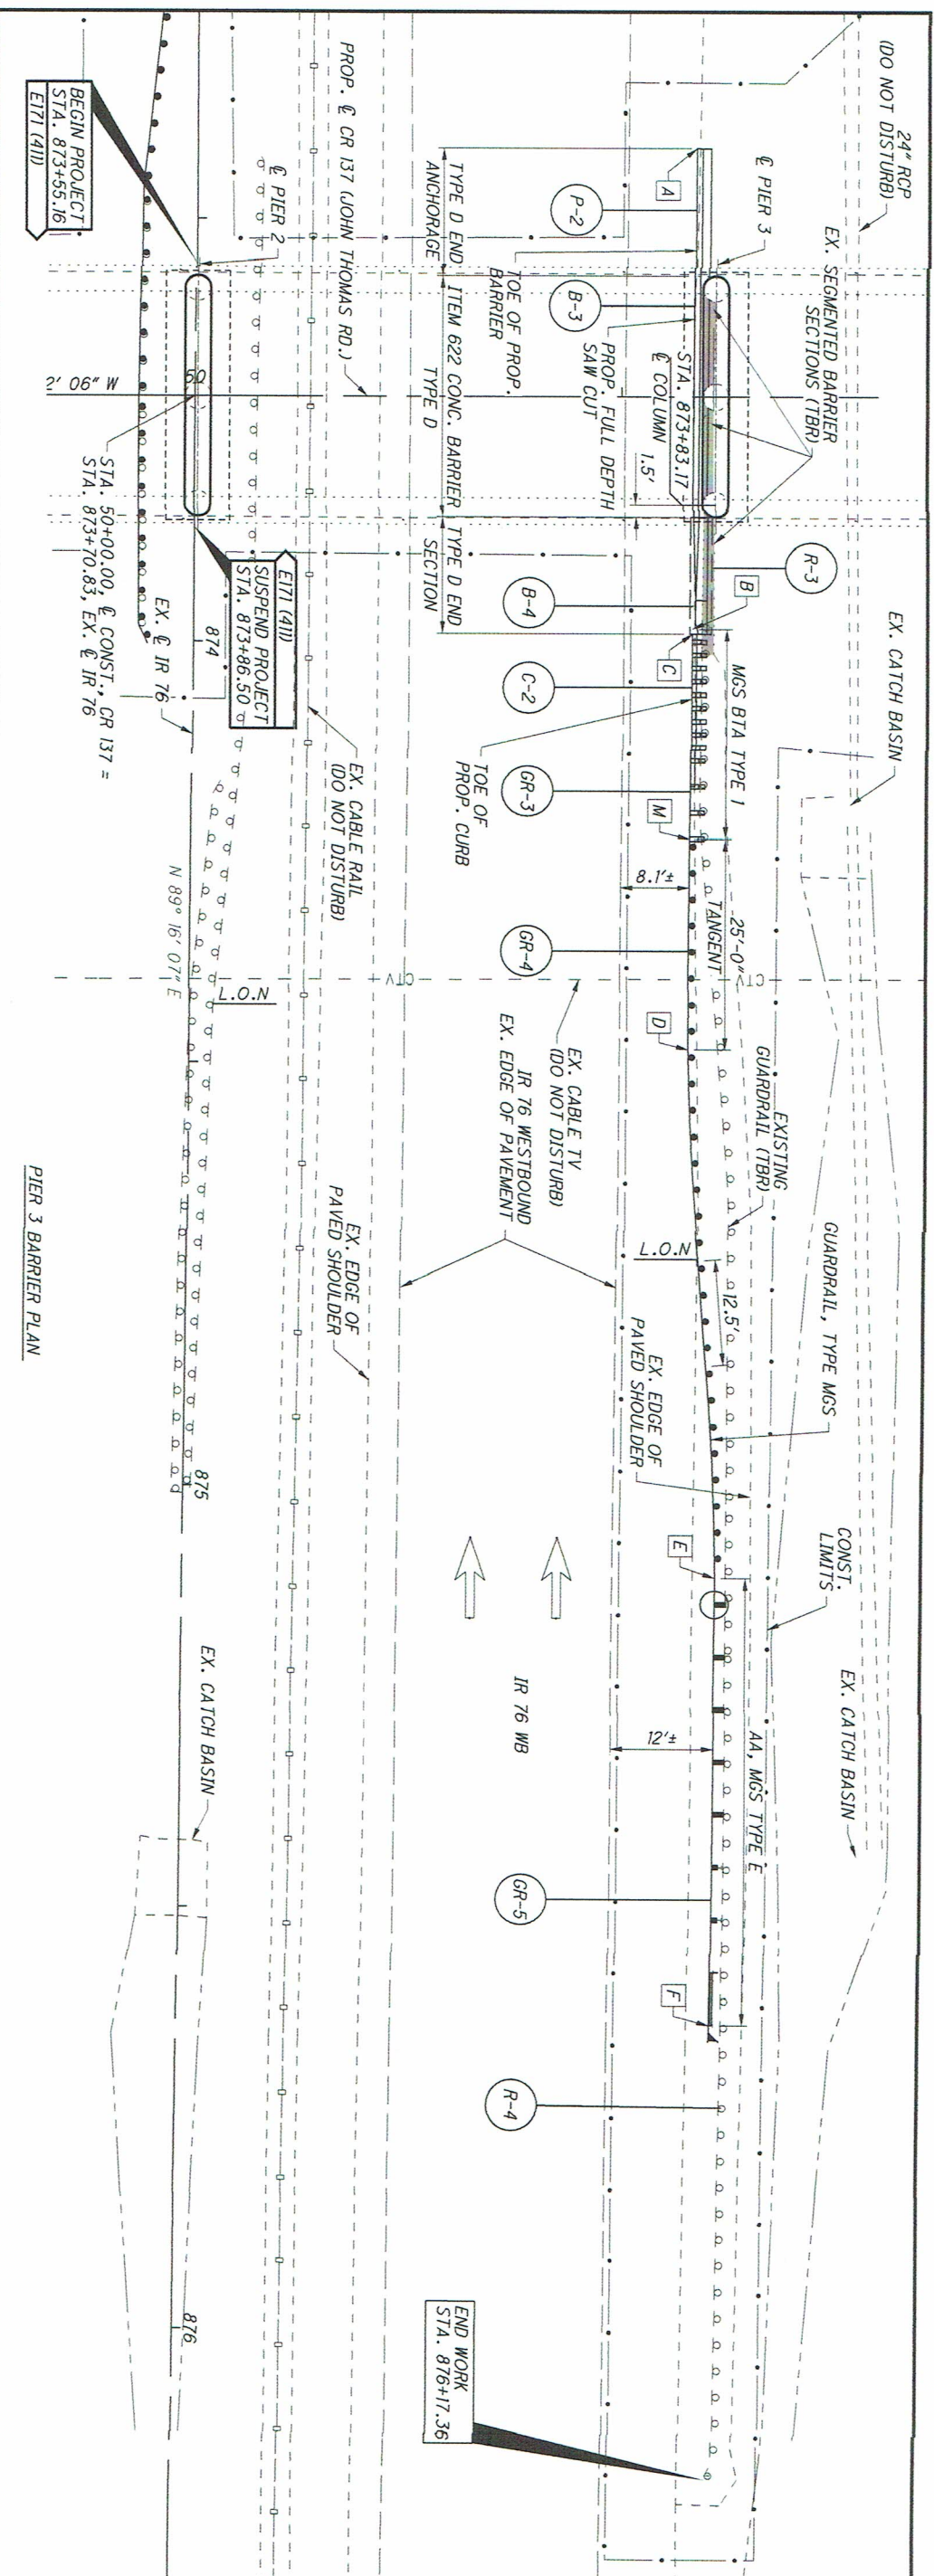 24" RCP
(DO NOT DISTURB)
EX. SEGMENTED BARRIER
SECTIONS (TBR)
℄ PIER 3
A
P-2
TYPE D END
ANCHORAGE
TOE OF PROP.
BARRIER
B-3
PROP. FULL DEPTH
SAW CUT
STA. 873+83.17
℄ COLUMN
1.5'
ITEM 622 CONC. BARRIER
TYPE D
TYPE D END
SECTION
R-3
B
B-4
C
C-2
EX. CATCH BASIN
MGS BTA TYPE 1
GR-3
TOE OF
PROP. CURB
M
8.1'±
25'-0"
TANGENT
GR-4
CTV
CTV
D
EX. CABLE TV
(DO NOT DISTURB)
EXISTING
GUARDRAIL (TBR)
IR 76 WESTBOUND
EX. EDGE OF PAVEMENT
L.O.N
12.5'
GUARDRAIL, TYPE MGS
EX. EDGE OF
PAVED SHOULDER
CONST.
LIMITS
E
EX. CATCH BASIN
AA, MGS TYPE E
12'±
IR 76 WB
GR-5
F
R-4
END WORK
STA. 876+17.36
PROP. ℄ CR 137 (JOHN THOMAS RD.)
℄ PIER 2
BEGIN PROJECT
STA. 873+55.16
E171 (411)
50
2' 06" W
STA. 50+00.00, ℄ CONST., CR 137 =
STA. 873+70.83, EX. ℄ IR 76
E171 (411)
SUSPEND PROJECT
STA. 873+86.50
874
EX. ℄ IR 76
EX. CABLE RAIL
(DO NOT DISTURB)
N 89° 16' 07" E
L.O.N
EX. EDGE OF
PAVED SHOULDER
875
EX. CATCH BASIN
876
PIER 3 BARRIER PLAN